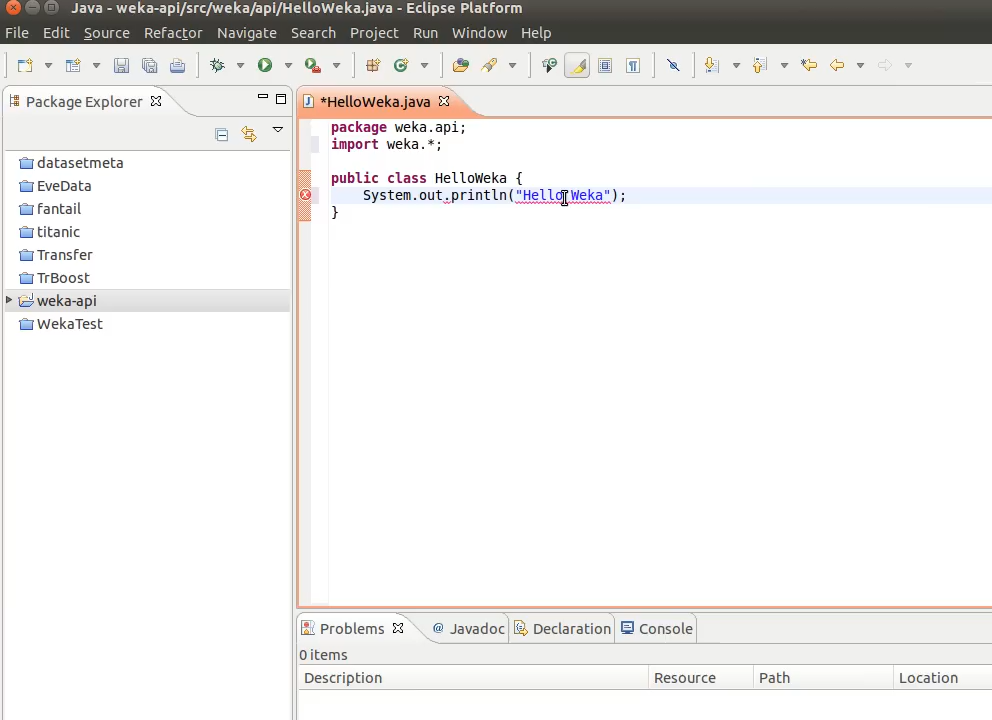 Java - weka-api/src/weka/api/HelloWeka.java - Eclipse Platform
File Edit Source Refactor Navigate Search Project Run Window Help
Package Explorer
*HelloWeka.java
datasetmeta
EveData
fantail
titanic
Transfer
TrBoost
weka-api
WekaTest
package weka.api;
import weka.*;
public class HelloWeka {
System.out.println("Hello Weka");
}
Problems @ Javadoc Declaration Console
0 items
Description Resource Path Location